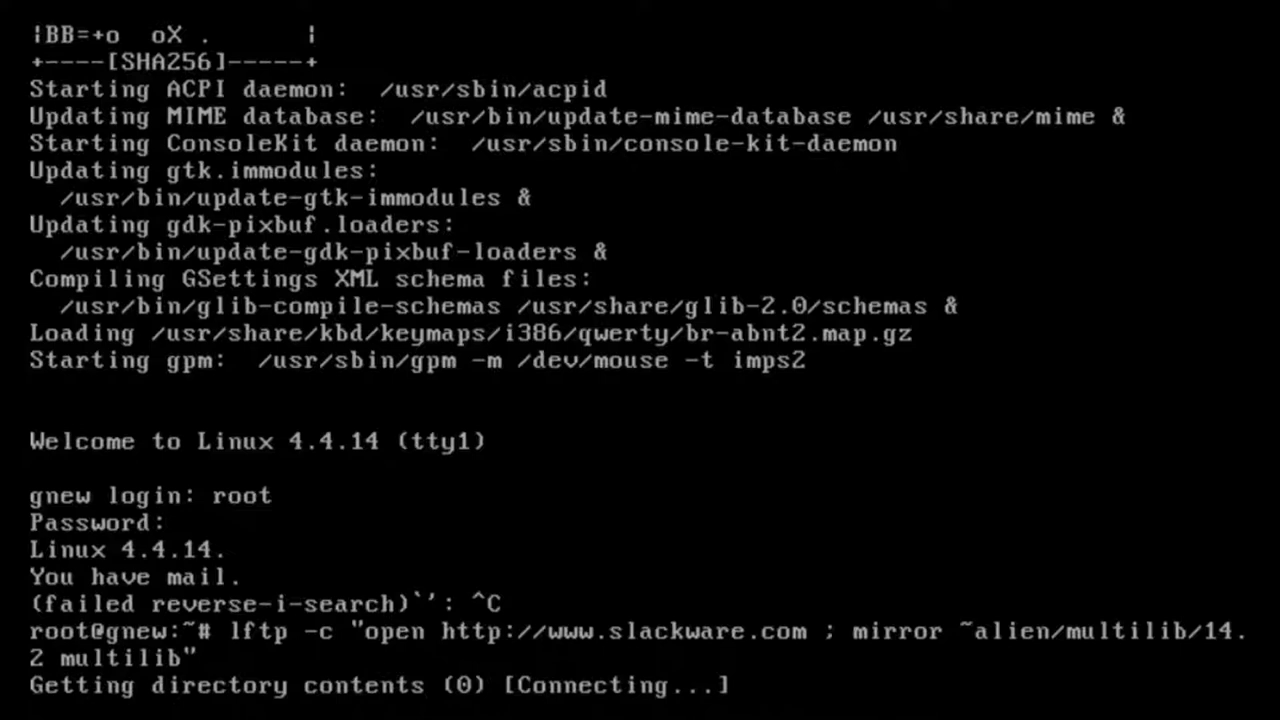 |BB=+o  oX .      |
+----[SHA256]-----+
Starting ACPI daemon:  /usr/sbin/acpid
Updating MIME database:  /usr/bin/update-mime-database /usr/share/mime &
Starting ConsoleKit daemon:  /usr/sbin/console-kit-daemon
Updating gtk.immodules:
  /usr/bin/update-gtk-immodules &
Updating gdk-pixbuf.loaders:
  /usr/bin/update-gdk-pixbuf-loaders &
Compiling GSettings XML schema files:
  /usr/bin/glib-compile-schemas /usr/share/glib-2.0/schemas &
Loading /usr/share/kbd/keymaps/i386/qwerty/br-abnt2.map.gz
Starting gpm:  /usr/sbin/gpm -m /dev/mouse -t imps2
Welcome to Linux 4.4.14 (tty1)
gnew login: root
Password:
Linux 4.4.14.
You have mail.
(failed reverse-i-search)`': ^C
root@gnew:~# lftp -c "open http://www.slackware.com ; mirror ~alien/multilib/14.
2 multilib"
Getting directory contents (0) [Connecting...]